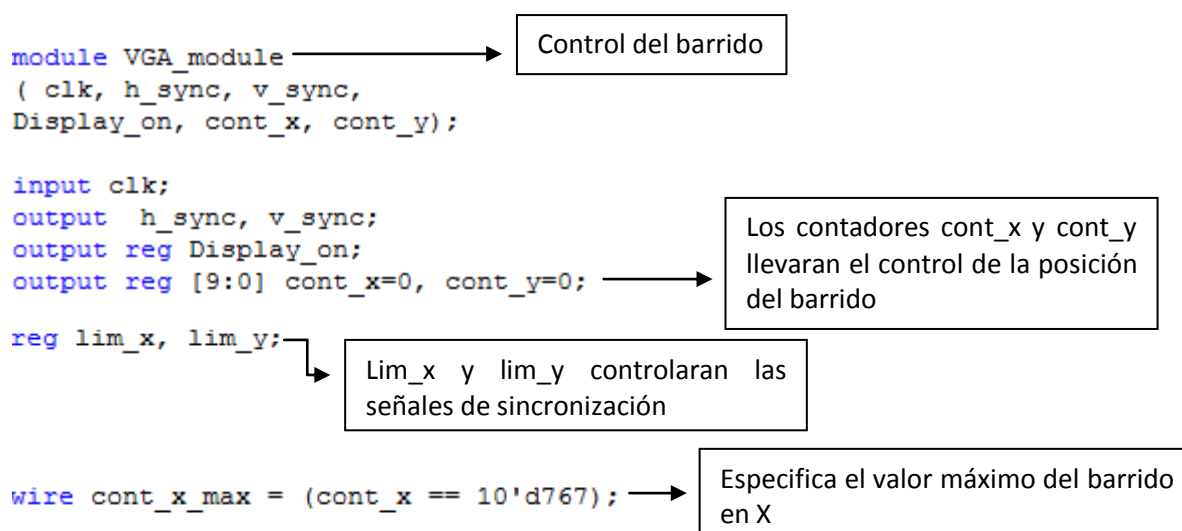 module VGA_module
Control del barrido
( clk, h_sync, v_sync,
Display_on, cont_x, cont_y);
input clk;
output  h_sync, v_sync;
output reg Display_on;
output reg [9:0] cont_x=0, cont_y=0;
Los contadores cont_x y cont_y
llevaran el control de la posición
del barrido
reg lim_x, lim_y;
Lim_x y lim_y controlaran las
señales de sincronización
wire cont_x_max = (cont_x == 10'd767);
Especifica el valor máximo del barrido
en X